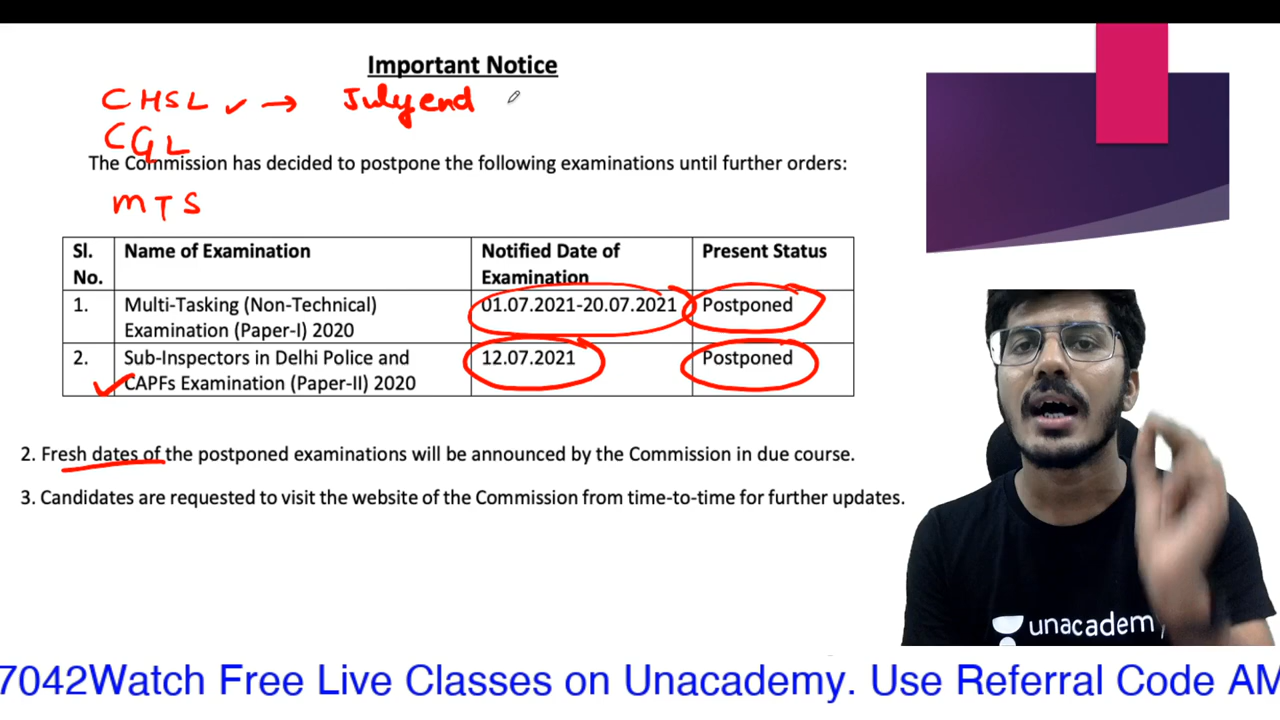 Important Notice
CHSL → July end
CGL
The Commission has decided to postpone the following examinations until further orders:
MTS
Sl. No. Name of Examination Notified Date of Examination Present Status
1. Multi-Tasking (Non-Technical) Examination (Paper-I) 2020 01.07.2021-20.07.2021 Postponed
2. Sub-Inspectors in Delhi Police and CAPFs Examination (Paper-II) 2020 12.07.2021 Postponed
2. Fresh dates of the postponed examinations will be announced by the Commission in due course.
3. Candidates are requested to visit the website of the Commission from time-to-time for further updates.
unacademy
7042Watch Free Live Classes on Unacademy. Use Referral Code AM